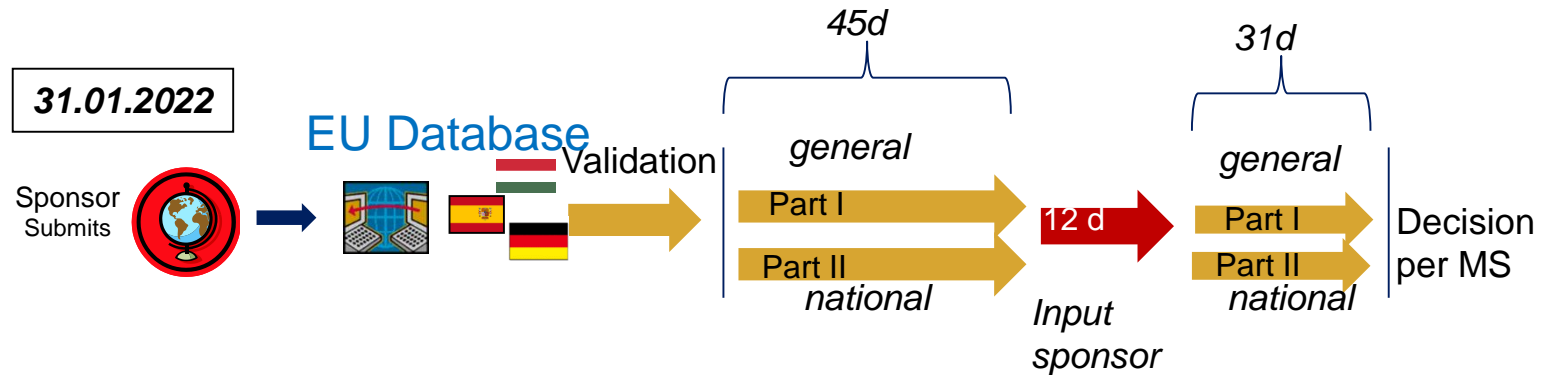 45d
31d
31.01.2022
EU Database
Validation
general
general
Sponsor
Submits
Part I
12 d
Part I
Decision
per MS
Part II
Part II
national
national
Input
sponsor